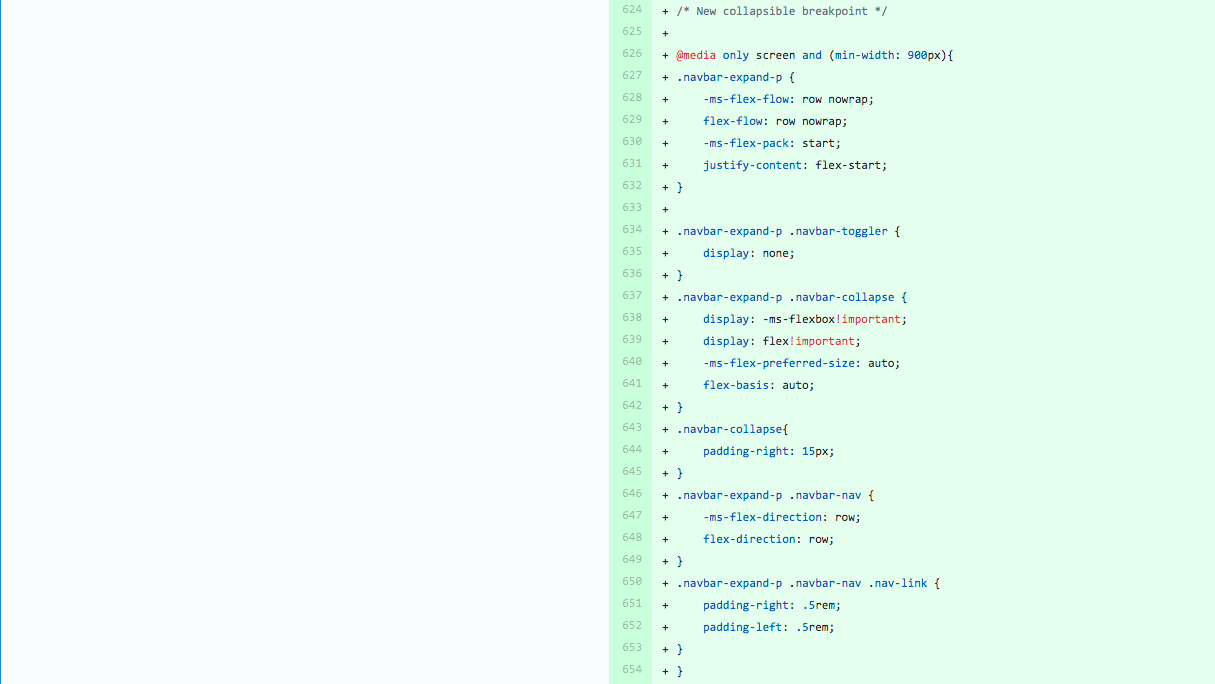 624 + /* New collapsible breakpoint */
625 +
626 + @media only screen and (min-width: 900px){
627 + .navbar-expand-p {
628 +     -ms-flex-flow: row nowrap;
629 +     flex-flow: row nowrap;
630 +     -ms-flex-pack: start;
631 +     justify-content: flex-start;
632 + }
633 +
634 + .navbar-expand-p .navbar-toggler {
635 +     display: none;
636 + }
637 + .navbar-expand-p .navbar-collapse {
638 +     display: -ms-flexbox!important;
639 +     display: flex!important;
640 +     -ms-flex-preferred-size: auto;
641 +     flex-basis: auto;
642 + }
643 + .navbar-collapse{
644 +     padding-right: 15px;
645 + }
646 + .navbar-expand-p .navbar-nav {
647 +     -ms-flex-direction: row;
648 +     flex-direction: row;
649 + }
650 + .navbar-expand-p .navbar-nav .nav-link {
651 +     padding-right: .5rem;
652 +     padding-left: .5rem;
653 + }
654 + }